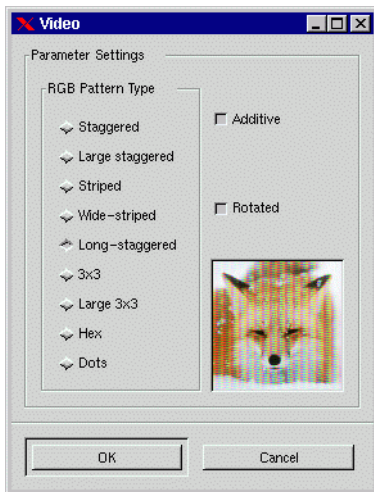 Video
Parameter Settings
RGB Pattern Type
Staggered
Large staggered
Striped
Wide-striped
Long-staggered
3x3
Large 3x3
Hex
Dots
Additive
Rotated
OK
Cancel